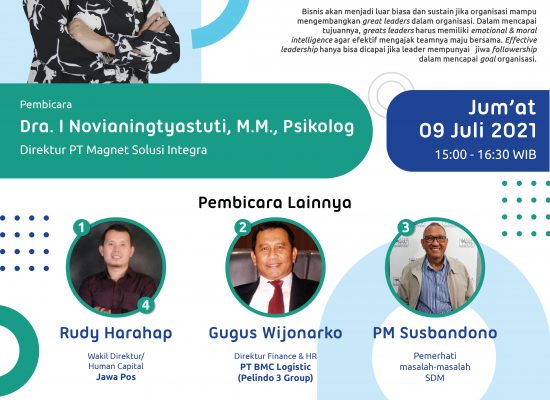 Bisnis akan menjadi luar biasa dan sustain jika organisasi mampu
mengembangkan great leaders dalam organisasi. Dalam mencapai
tujuannya, greats leaders harus memiliki emotional & moral
intelligence agar efektif mengajak teamnya maju bersama. Effective
leadership hanya bisa dicapai jika leader mempunyai jiwa followership
dalam mencapai goal organisasi.
Pembicara
Dra. I Novianingtyastuti, M.M., Psikolog
Direktur PT Magnet Solusi Integra
Jum'at
09 Juli 2021
15:00 - 16:30 WIB
Pembicara Lainnya
1
4
Rudy Harahap
Wakil Direktur/
Human Capital
Jawa Pos
2
Gugus Wijonarko
Direktur Finance & HR
PT BMC Logistic
(Pelindo 3 Group)
3
PM Susbandono
Pemerhati
masalah-masalah
SDM